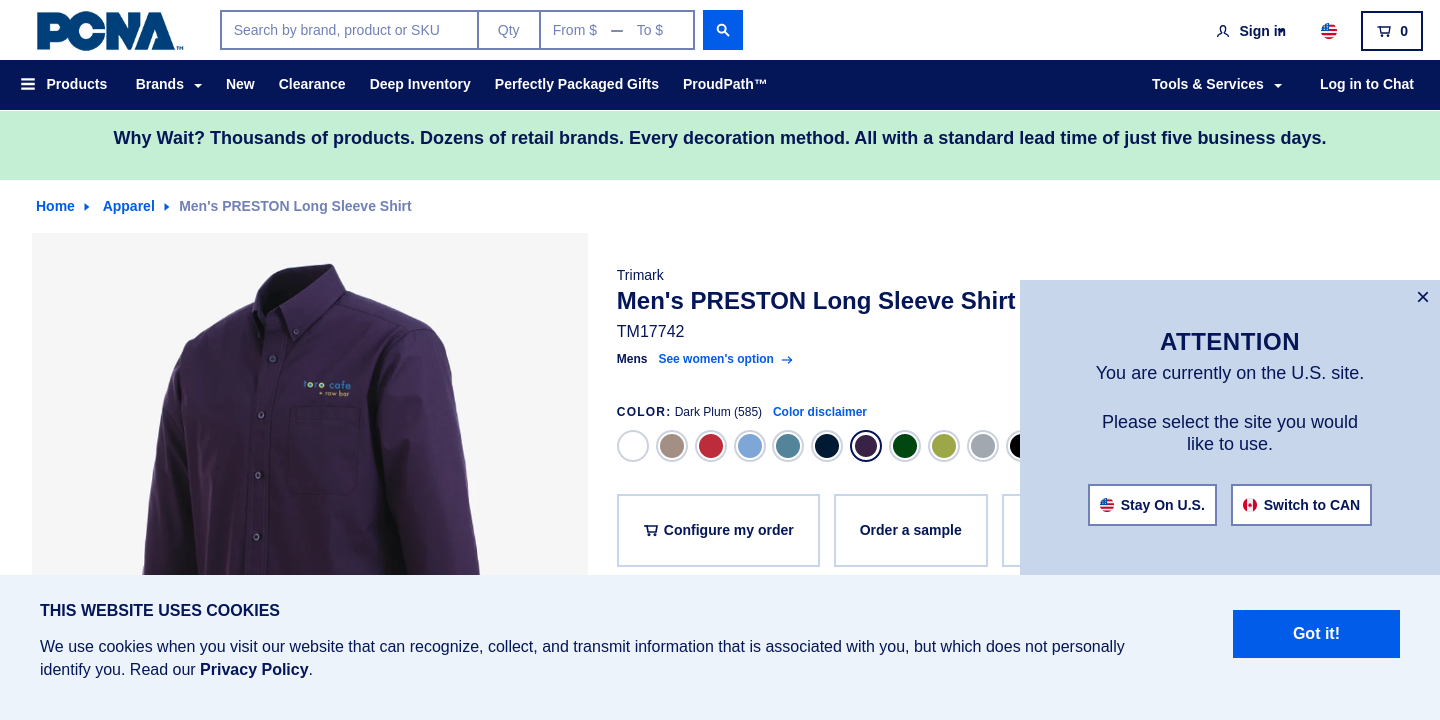 PCNA™
Search by brand, product or SKU
Qty
From $ — To $
Sign in
0
Products
Brands
New
Clearance
Deep Inventory
Perfectly Packaged Gifts
ProudPath™
Tools & Services
Log in to Chat
Why Wait? Thousands of products. Dozens of retail brands. Every decoration method. All with a standard lead time of just five business days.
Home
Apparel
Men's PRESTON Long Sleeve Shirt
toro cafe
• raw bar
Trimark
Men's PRESTON Long Sleeve Shirt
TM17742
Mens See women's option
COLOR: Dark Plum (585) Color disclaimer
Configure my order
Order a sample
×
ATTENTION
You are currently on the U.S. site.
Please select the site you would
like to use.
Stay On U.S.
Switch to CAN
THIS WEBSITE USES COOKIES
We use cookies when you visit our website that can recognize, collect, and transmit information that is associated with you, but which does not personally
identify you. Read our Privacy Policy.
Got it!